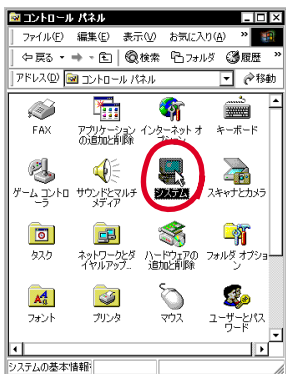 コントロール パネル
ファイル(F) 編集(E) 表示(V) お気に入り(A) »
戻る 検索 フォルダ 履歴 »
アドレス(D) コントロール パネル 移動
FAX
アプリケーション
の追加と削除
インターネット オ
プション
キーボード
ゲーム コントロ
ーラ
サウンドとマルチ
メディア
システム
スキャナとカメラ
タスク
ネットワークとダ
イヤルアップ...
ハードウェアの
追加と削除
フォルダ オプショ
ン
フォント
プリンタ
マウス
ユーザーとパス
ワード
システムの基本情報